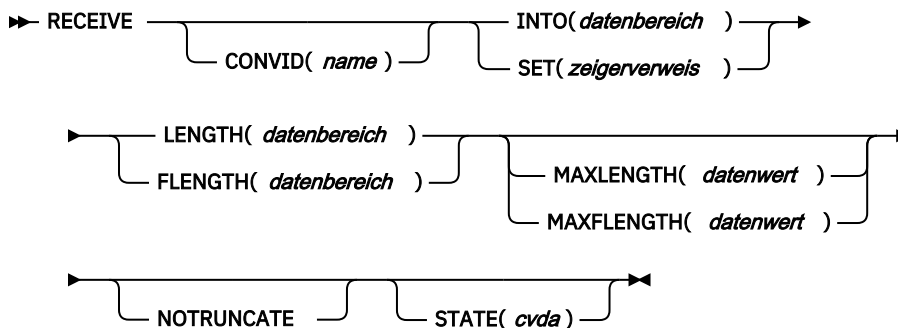 RECEIVE INTO( datenbereich )
CONVID( name ) SET( zeigerverweis )
LENGTH( datenbereich )
FLENGTH( datenbereich ) MAXLENGTH( datenwert )
MAXFLENGTH( datenwert )
NOTRUNCATE STATE( cvda )